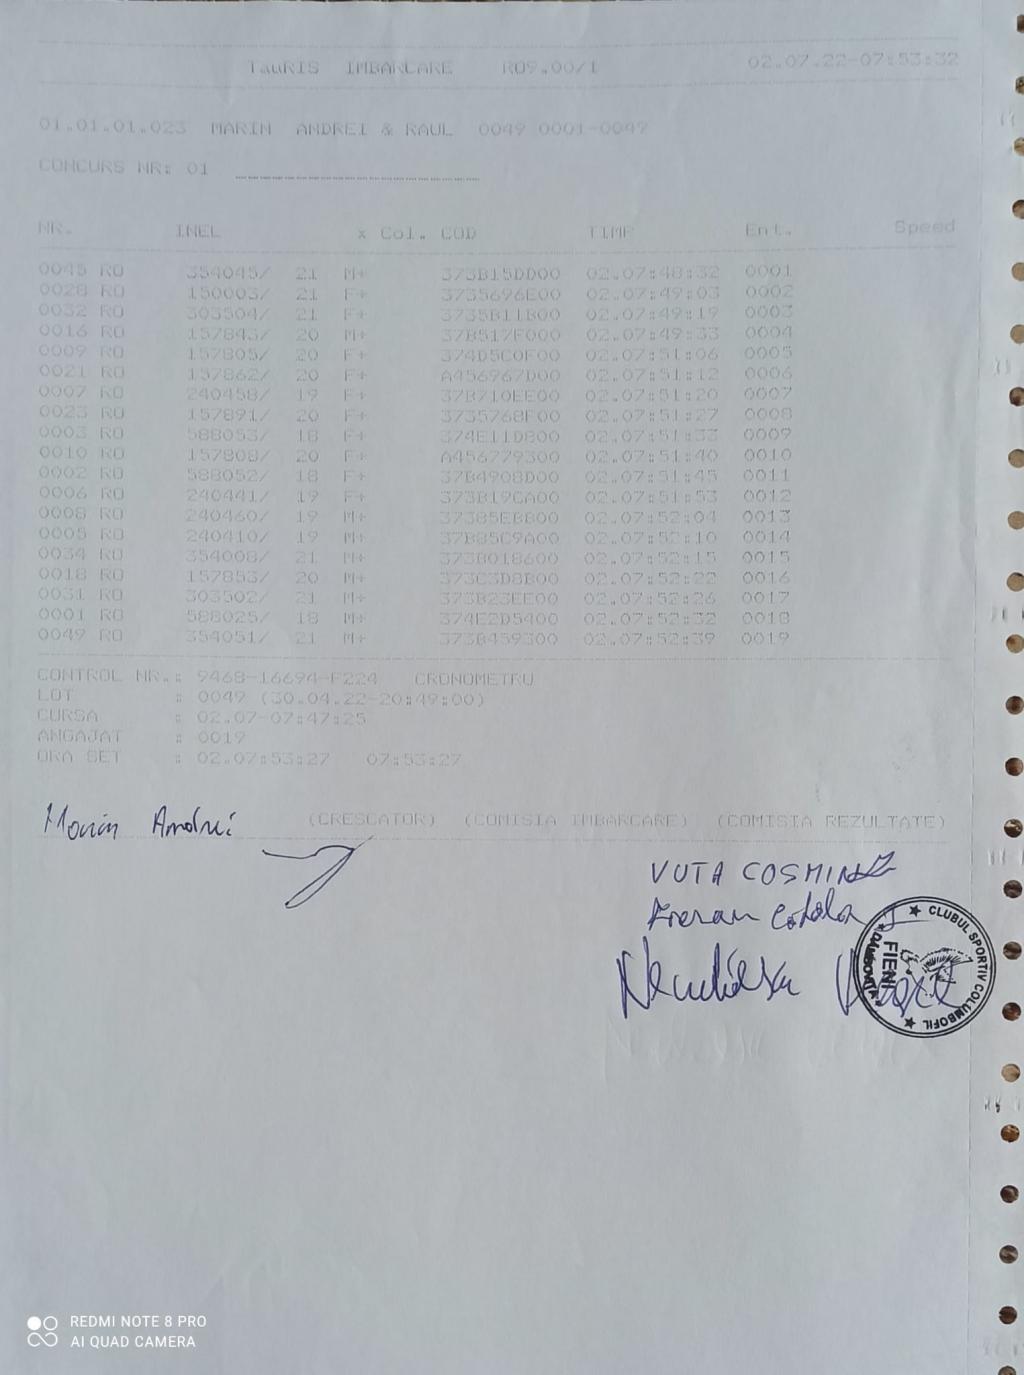 TauRIS IMBARCARE RO9.00/1 02.07.22-07:53:32
01.01.01.023 MARIN ANDREI & RAUL 0049 0001-0049
CONCURS NR: 01
NR. INEL x Col. COD TIMP Ent. Speed
0045 RO 354045/ 21 M+ 373B15DD00 02.07:48:32 0001
0028 RO 150003/ 21 F+ 3735696E00 02.07:49:03 0002
0032 RO 303504/ 21 F+ 3735B11B00 02.07:49:19 0003
0016 RO 157843/ 20 M+ 37B517F000 02.07:49:33 0004
0009 RO 157805/ 20 F+ 374D5C0F00 02.07:51:06 0005
0021 RO 157862/ 20 F+ A456967D00 02.07:51:12 0006
0007 RO 240458/ 19 F+ 37B710EE00 02.07:51:20 0007
0023 RO 157891/ 20 F+ 3735768F00 02.07:51:27 0008
0003 RO 588053/ 18 F+ 374E11DB00 02.07:51:33 0009
0010 RO 157808/ 20 F+ A456779300 02.07:51:40 0010
0002 RO 588052/ 18 F+ 37B4908D00 02.07:51:45 0011
0006 RO 240441/ 19 F+ 373B19CA00 02.07:51:53 0012
0008 RO 240460/ 19 M+ 37385EBB00 02.07:52:04 0013
0005 RO 240410/ 19 M+ 37B85C9A00 02.07:52:10 0014
0034 RO 354008/ 21 M+ 373B018600 02.07:52:15 0015
0018 RO 157853/ 20 M+ 373C3D8B00 02.07:52:22 0016
0031 RO 303502/ 21 M+ 373B23EE00 02.07:52:26 0017
0001 RO 588025/ 18 M+ 374E2D5400 02.07:52:32 0018
0049 RO 354051/ 21 M+ 373B459300 02.07:52:39 0019
CONTROL NR.: 9468-16694-F224 CRONOMETRU
LOT : 0049 (30.04.22-20:49:00)
CURSA : 02.07-07:47:25
ANGAJAT : 0019
ORA SET : 02.07:53:27 07:53:27
Marin Andrei (CRESCATOR) (COMISIA IMBARCARE) (COMISIA REZULTATE)
VUTA COSMIN
CLUBUL SPORTIV COLUMBOFIL
FIENI
DAMBOVITA
REDMI NOTE 8 PRO
AI QUAD CAMERA